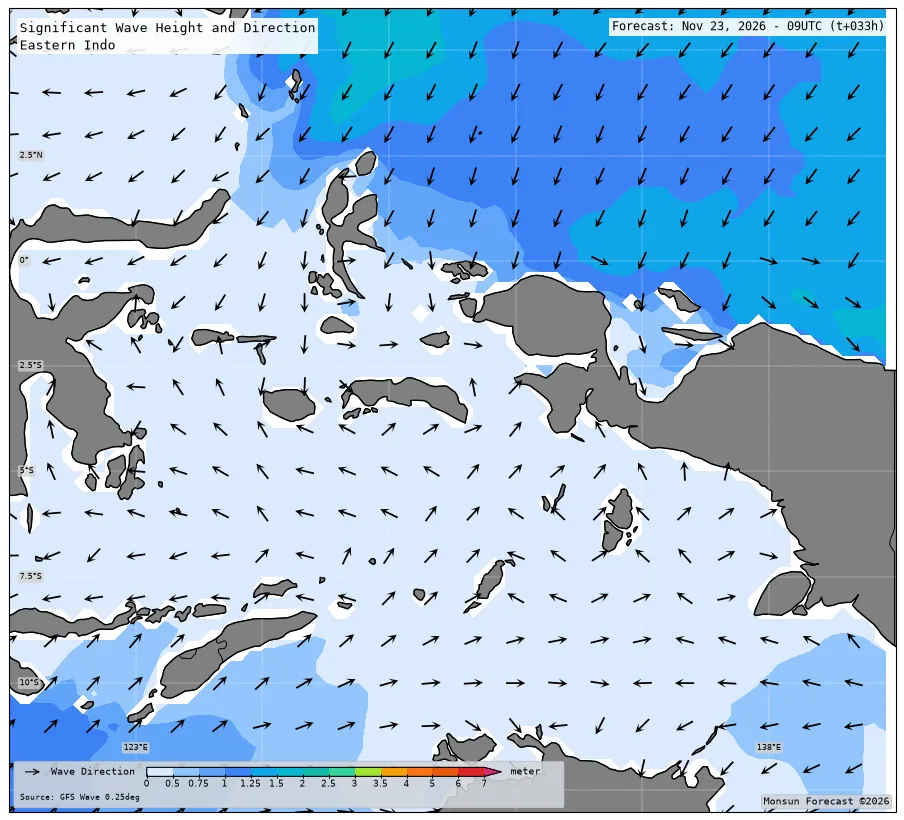 Significant Wave Height and Direction
Eastern Indo
Forecast: Nov 23, 2026 - 09UTC (t+033h)
2.5°N
0°
2.5°S
5°S
7.5°S
10°S
123°E
138°E
Wave Direction
meter
0 0.5 0.75 1 1.25 1.5 2 2.5 3 3.5 4 5 6 7
Source: GFS Wave 0.25deg
Monsun Forecast ©2026